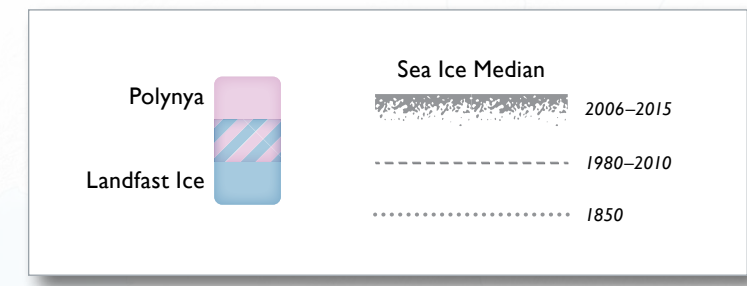 Polynya
Landfast Ice
Sea Ice Median
2006–2015
1980–2010
1850